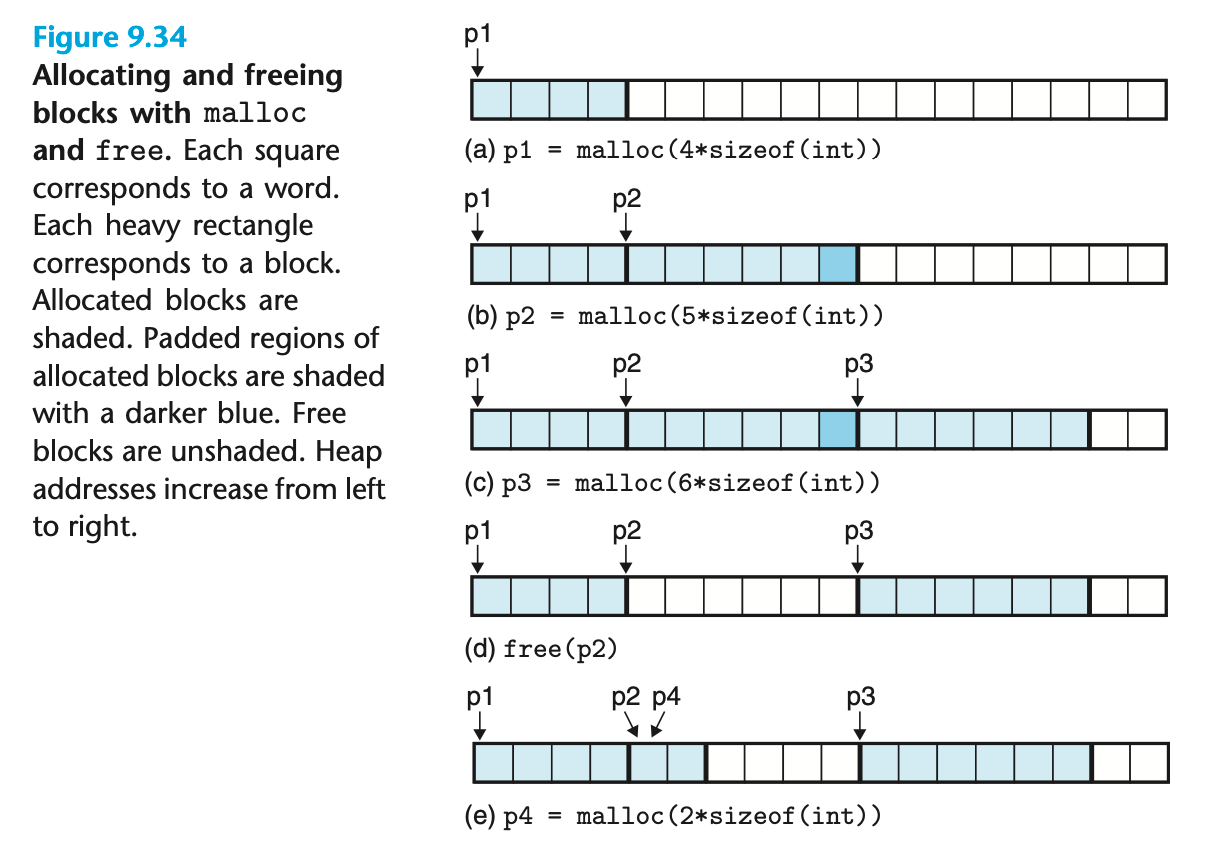 Figure 9.34
Allocating and freeing
blocks with malloc
and free. Each square
corresponds to a word.
Each heavy rectangle
corresponds to a block.
Allocated blocks are
shaded. Padded regions of
allocated blocks are shaded
with a darker blue. Free
blocks are unshaded. Heap
addresses increase from left
to right.
p1
(a) p1 = malloc(4*sizeof(int))
p1 p2
(b) p2 = malloc(5*sizeof(int))
p1 p2 p3
(c) p3 = malloc(6*sizeof(int))
p1 p2 p3
(d) free(p2)
p1 p2 p4 p3
(e) p4 = malloc(2*sizeof(int))